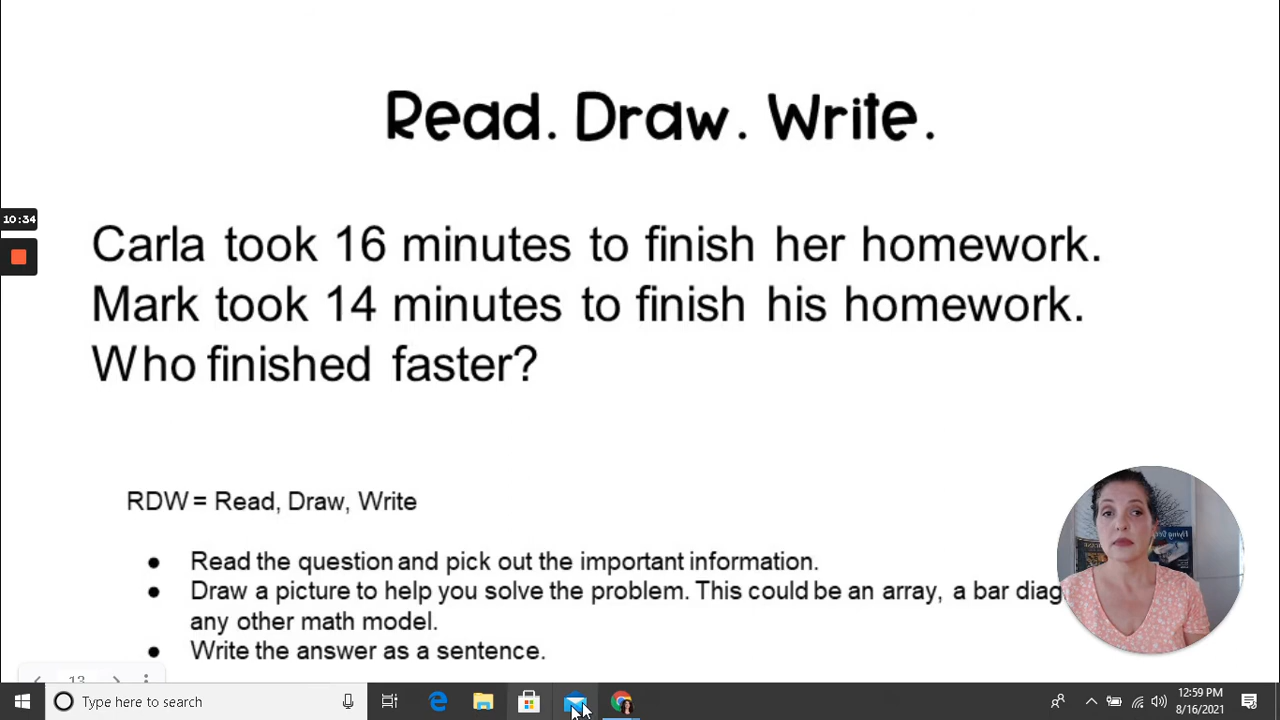 Read. Draw. Write.
10:34
Carla took 16 minutes to finish her homework.
Mark took 14 minutes to finish his homework.
Who finished faster?
RDW = Read, Draw, Write
● Read the question and pick out the important information.
● Draw a picture to help you solve the problem. This could be an array, a bar
any other math model.
● Write the answer as a sentence.
13
Type here to search
12:59 PM
8/16/2021